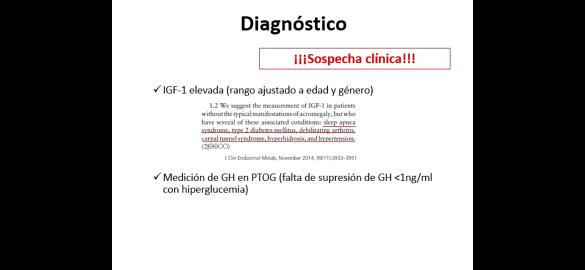 Diagnóstico
¡¡¡Sospecha clínica!!!
✓ IGF-1 elevada (rango ajustado a edad y género)
1.2 We suggest the measurement of IGF-1 in patients
without the typical manifestations of acromegaly, but who
have several of these associated conditions: sleep apnea
syndrome, type 2 diabetes mellitus, debilitating arthritis,
carpal tunnel syndrome, hyperhidrosis, and hypertension.
(2|⊕⊕○○)
J Clin Endocrinol Metab, November 2014, 99(11):3933–3951
✓ Medición de GH en PTOG (falta de supresión de GH <1ng/ml
con hiperglucemia)